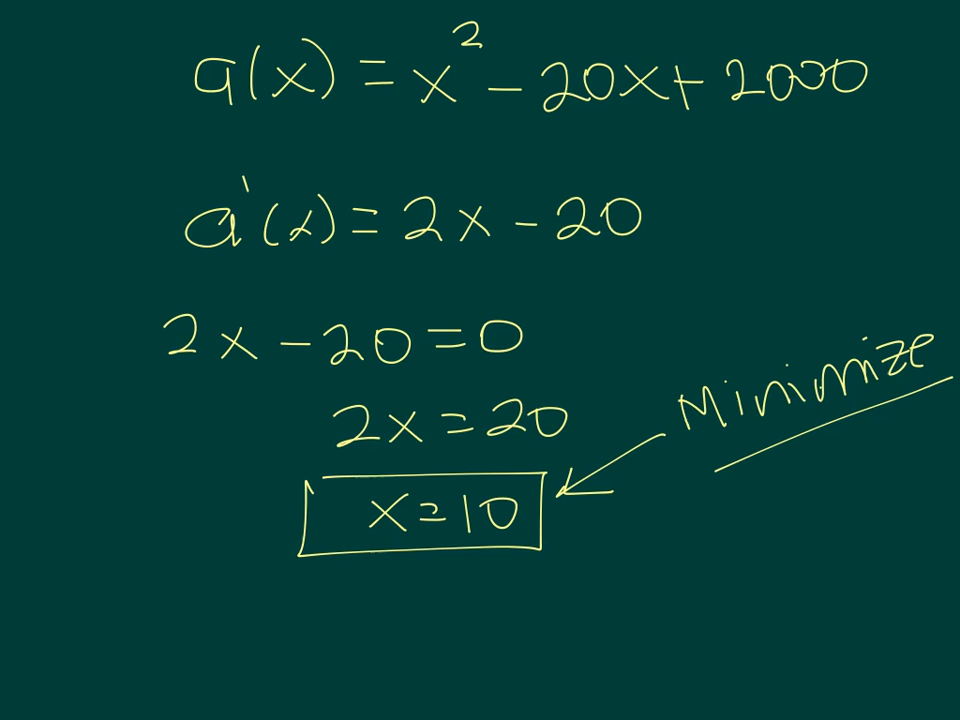 a(x) = x² - 20x + 2000
a'(x) = 2x - 20
2x - 20 = 0
2x = 20
Minimize
x = 10